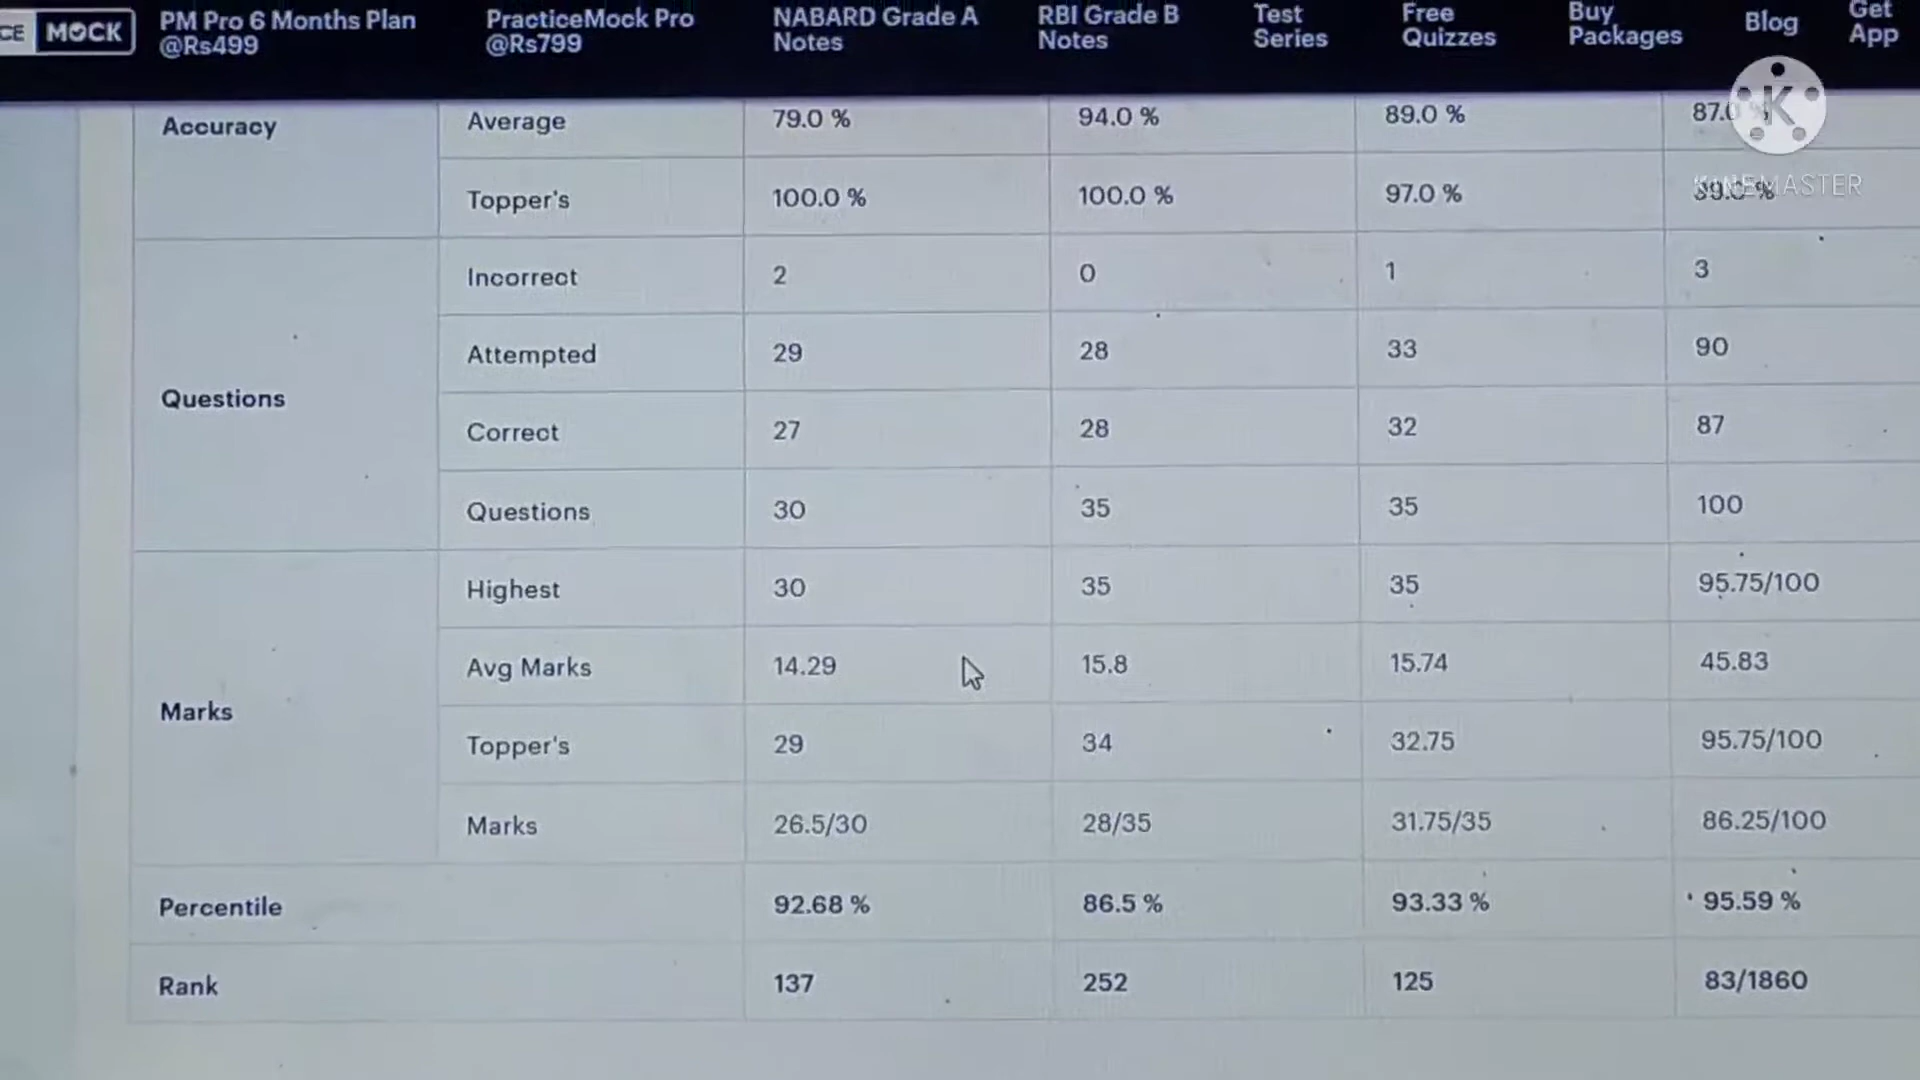 CE MOCK
PM Pro 6 Months Plan
@Rs499
PracticeMock Pro
@Rs799
NABARD Grade A
Notes
RBI Grade B
Notes
Test
Series
Free
Quizzes
Buy
Packages
Blog
Get
App
Accuracy Average 79.0 % 94.0 % 89.0 % 87.0 %
KINEMASTER
Topper's 100.0 % 100.0 % 97.0 %
Questions
Incorrect 2 0 1 3
Attempted 29 28 33 90
Correct 27 28 32 87
Questions 30 35 35 100
Marks
Highest 30 35 35 95.75/100
Avg Marks 14.29 15.8 15.74 45.83
Topper's 29 34 32.75 95.75/100
Marks 26.5/30 28/35 31.75/35 86.25/100
Percentile 92.68 % 86.5 % 93.33 % 95.59 %
Rank 137 252 125 83/1860